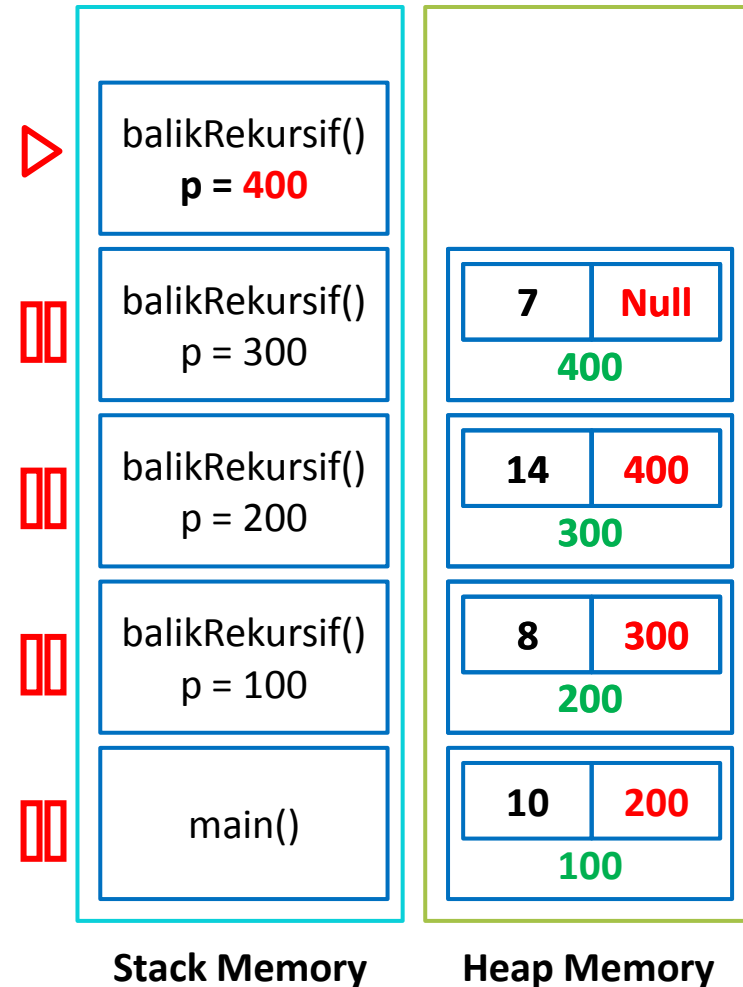 balikRekursif()
p = 400
balikRekursif()
p = 300
balikRekursif()
p = 200
balikRekursif()
p = 100
main()
Stack Memory
7 Null
400
14 400
300
8 300
200
10 200
100
Heap Memory